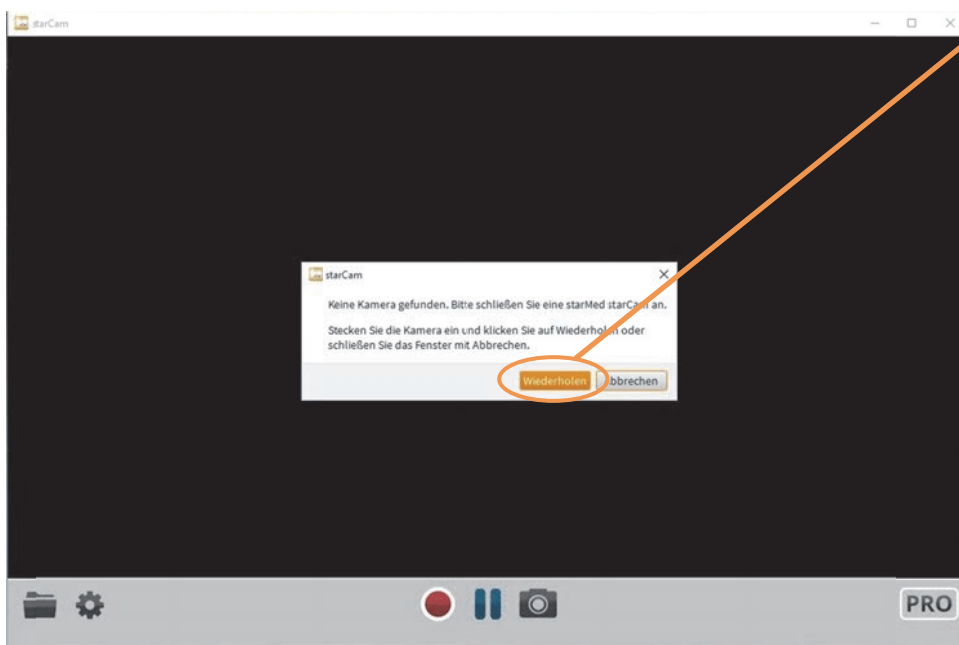 starCam
starCam
Keine Kamera gefunden. Bitte schließen Sie eine starMed starCam an.
Stecken Sie die Kamera ein und klicken Sie auf Wiederholen oder
schließen Sie das Fenster mit Abbrechen.
Wiederholen Abbrechen
PRO